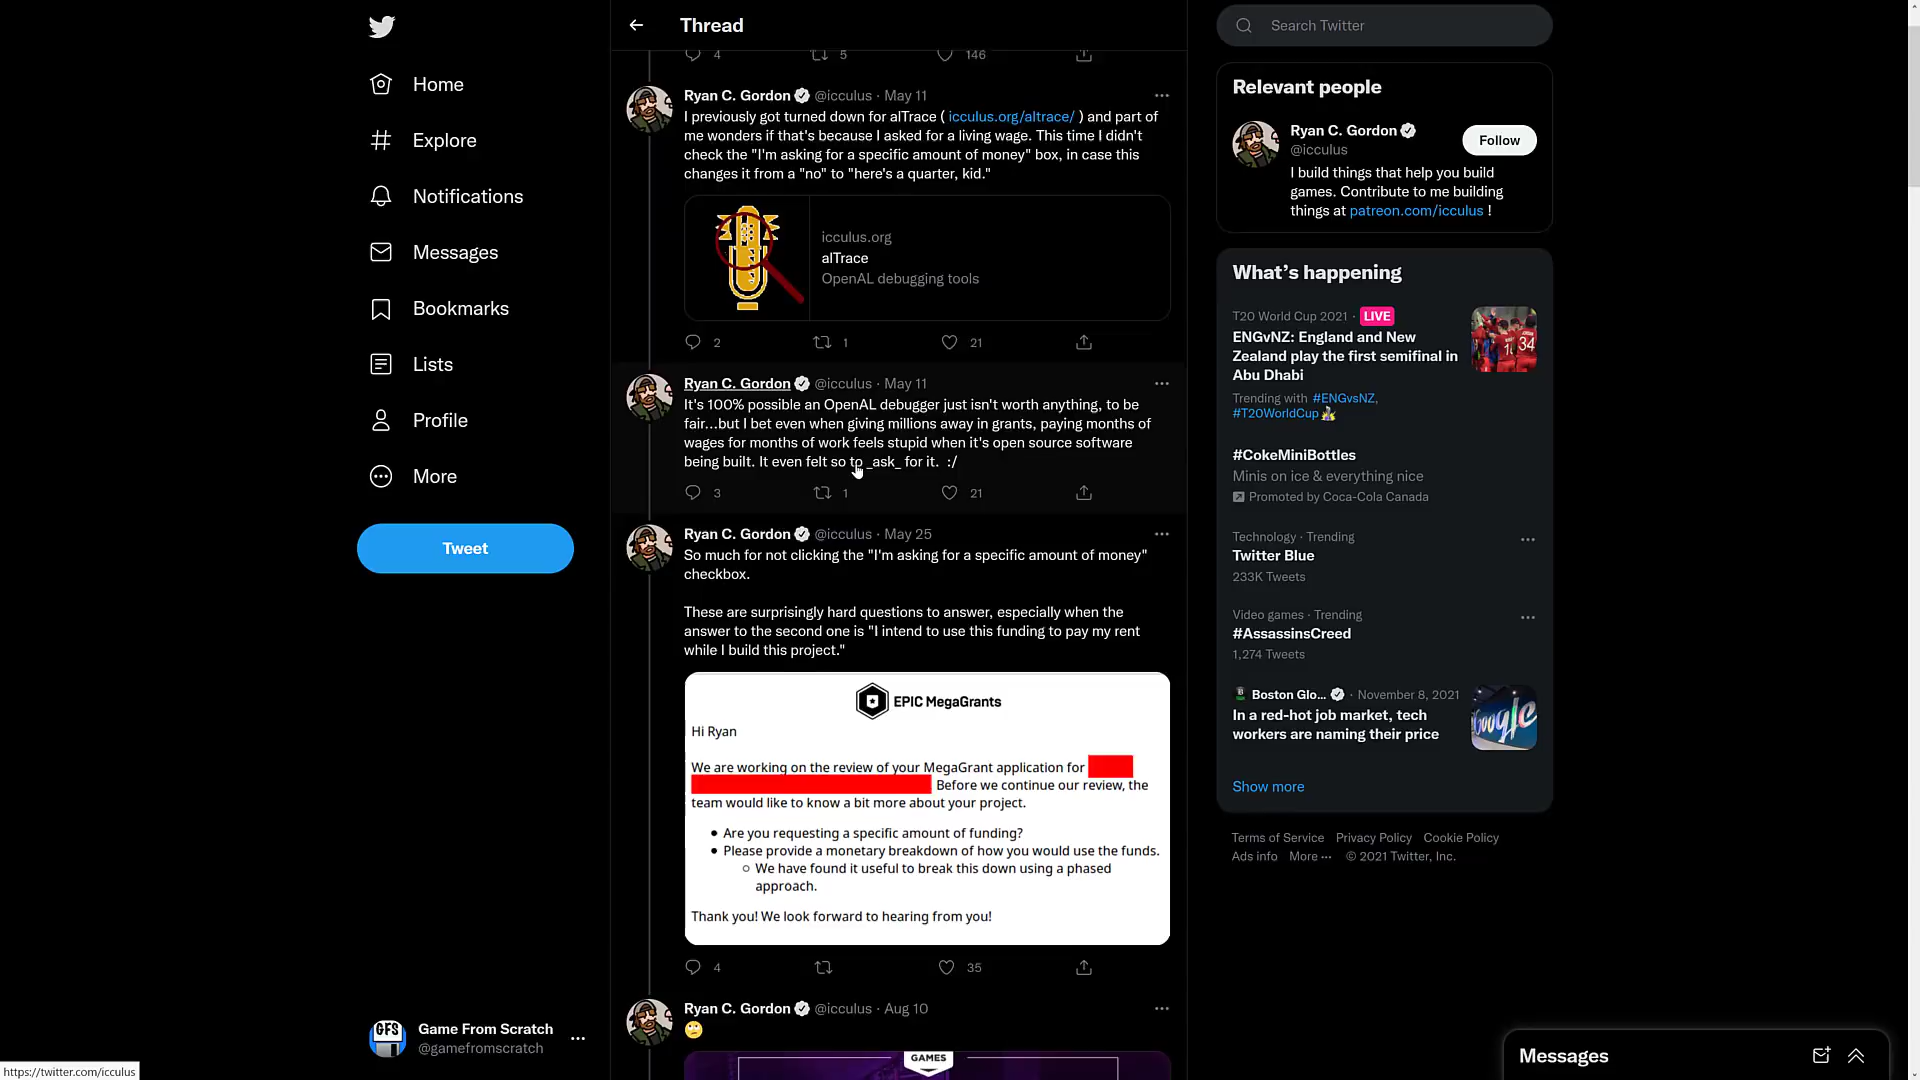 Home
Explore
Notifications
Messages
Bookmarks
Lists
Profile
More
Tweet
GFS
Game From Scratch
@gamefromscratch
https://twitter.com/icculus
Thread
4 5 146
Ryan C. Gordon @icculus · May 11
I previously got turned down for alTrace ( icculus.org/altrace/ ) and part of
me wonders if that's because I asked for a living wage. This time I didn't
check the "I'm asking for a specific amount of money" box, in case this
changes it from a "no" to "here's a quarter, kid."
icculus.org
alTrace
OpenAL debugging tools
2 1 21
Ryan C. Gordon @icculus · May 11
It's 100% possible an OpenAL debugger just isn't worth anything, to be
fair...but I bet even when giving millions away in grants, paying months of
wages for months of work feels stupid when it's open source software
being built. It even felt so to _ask_ for it. :/
3 1 21
Ryan C. Gordon @icculus · May 25
So much for not clicking the "I'm asking for a specific amount of money"
checkbox.
These are surprisingly hard questions to answer, especially when the
answer to the second one is "I intend to use this funding to pay my rent
while I build this project."
EPIC MegaGrants
Hi Ryan
We are working on the review of your MegaGrant application for
Before we continue our review, the
team would like to know a bit more about your project.
• Are you requesting a specific amount of funding?
• Please provide a monetary breakdown of how you would use the funds.
○ We have found it useful to break this down using a phased
approach.
Thank you! We look forward to hearing from you!
4 35
Ryan C. Gordon @icculus · Aug 10
GAMES
Search Twitter
Relevant people
Ryan C. Gordon
@icculus
Follow
I build things that help you build
games. Contribute to me building
things at patreon.com/icculus !
What's happening
T20 World Cup 2021 · LIVE
ENGvNZ: England and New
Zealand play the first semifinal in
Abu Dhabi
Trending with #ENGvsNZ,
#T20WorldCup
34
#CokeMiniBottles
Minis on ice & everything nice
Promoted by Coca-Cola Canada
Technology · Trending
Twitter Blue
233K Tweets
Video games · Trending
#AssassinsCreed
1,274 Tweets
Boston Glo... · November 8, 2021
In a red-hot job market, tech
workers are naming their price
Google
Show more
Terms of Service Privacy Policy Cookie Policy
Ads info More ··· © 2021 Twitter, Inc.
Messages